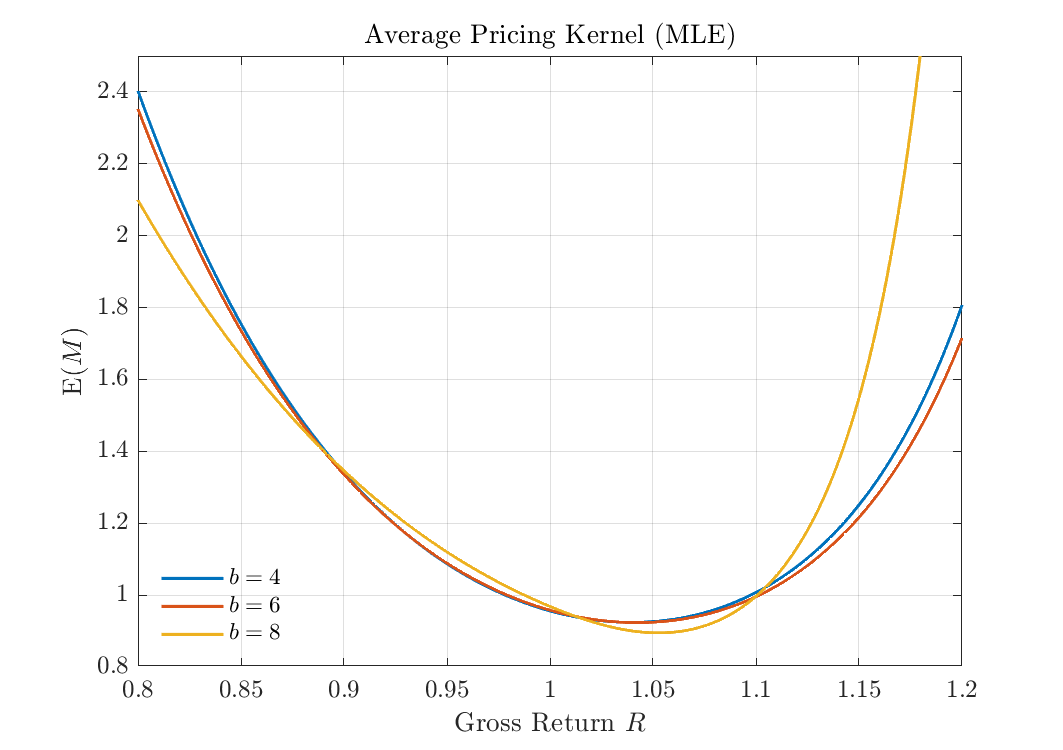 Average Pricing Kernel (MLE)
2.4
2.2
2
1.8
1.6
1.4
1.2
1
0.8
E(M)
b = 4
b = 6
b = 8
0.8 0.85 0.9 0.95 1 1.05 1.1 1.15 1.2
Gross Return R